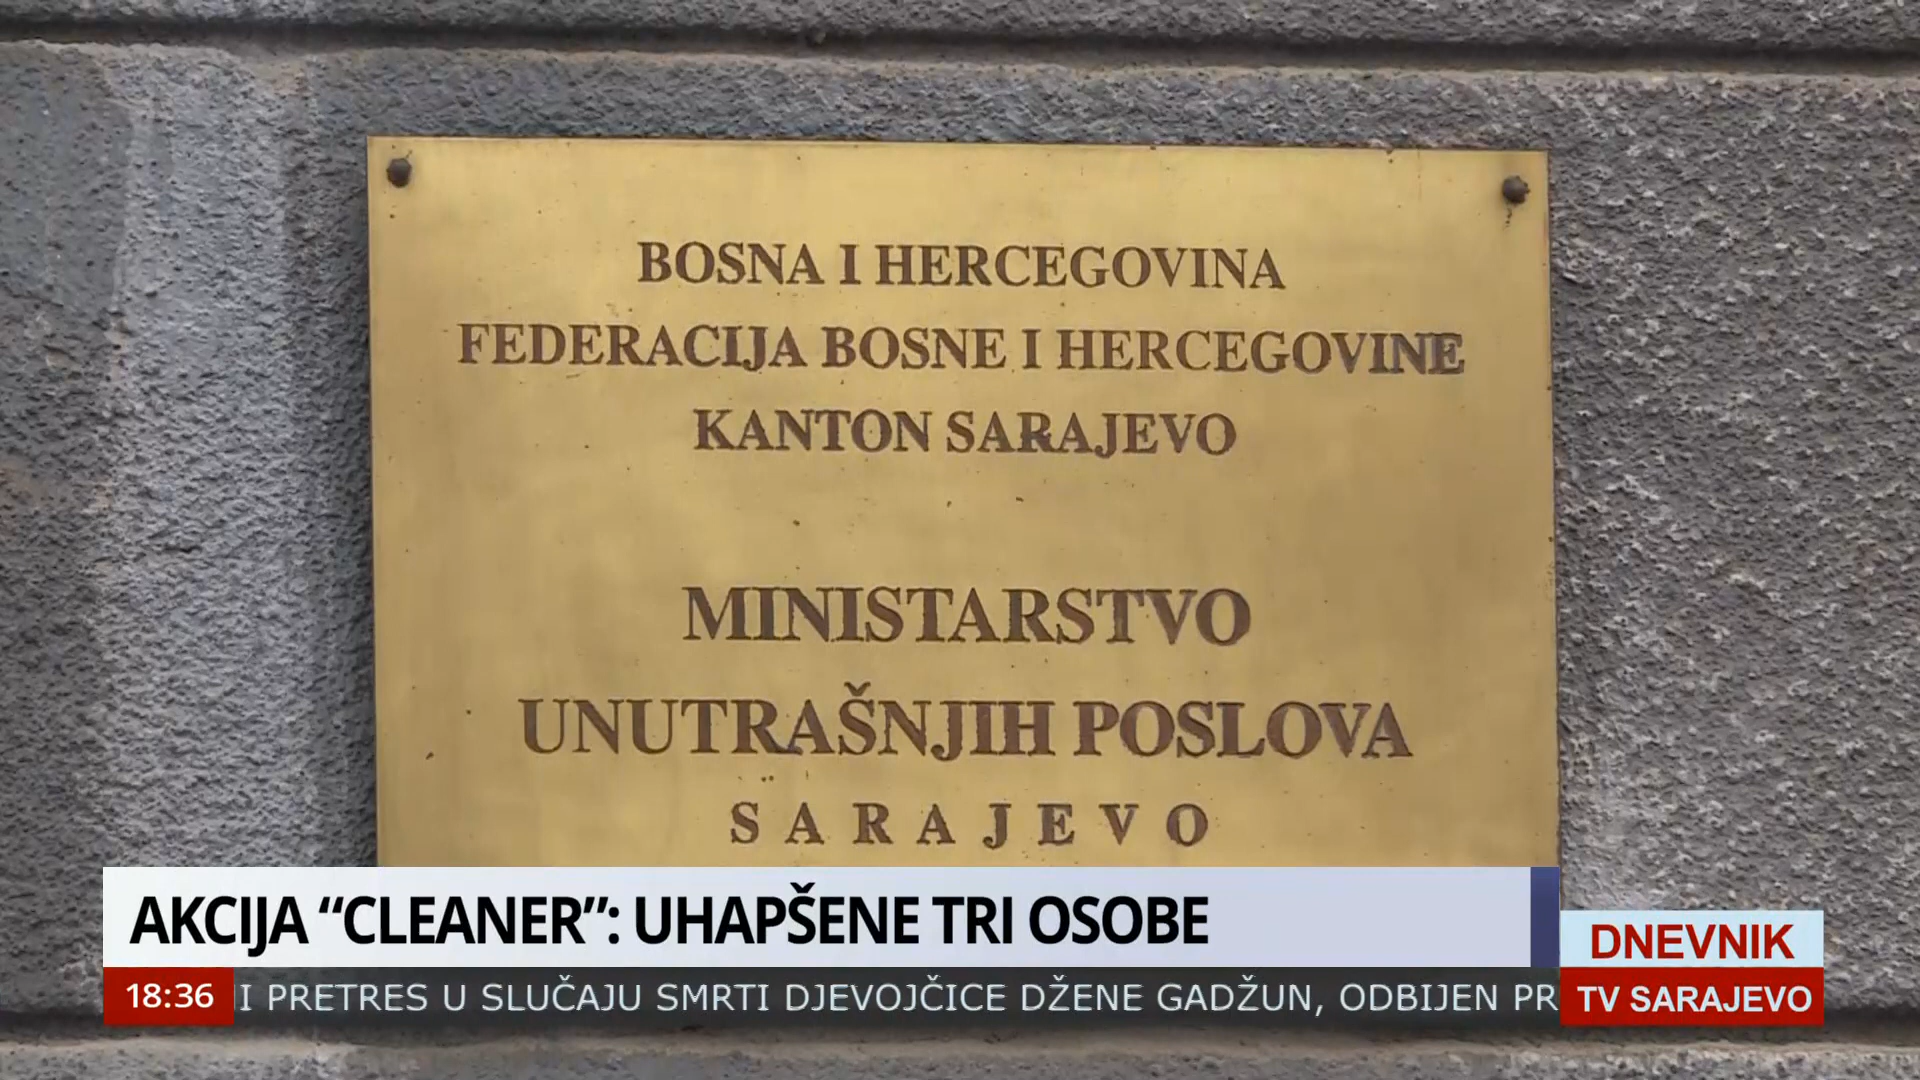 BOSNA I HERCEGOVINA
FEDERACIJA BOSNE I HERCEGOVINE
KANTON SARAJEVO
MINISTARSTVO
UNUTRAŠNJIH POSLOVA
SARAJEVO
AKCIJA “CLEANER”: UHAPŠENE TRI OSOBE
DNEVNIK
18:36 I PRETRES U SLUČAJU SMRTI DJEVOJČICE DŽENE GADŽUN, ODBIJEN PR
TV SARAJEVO